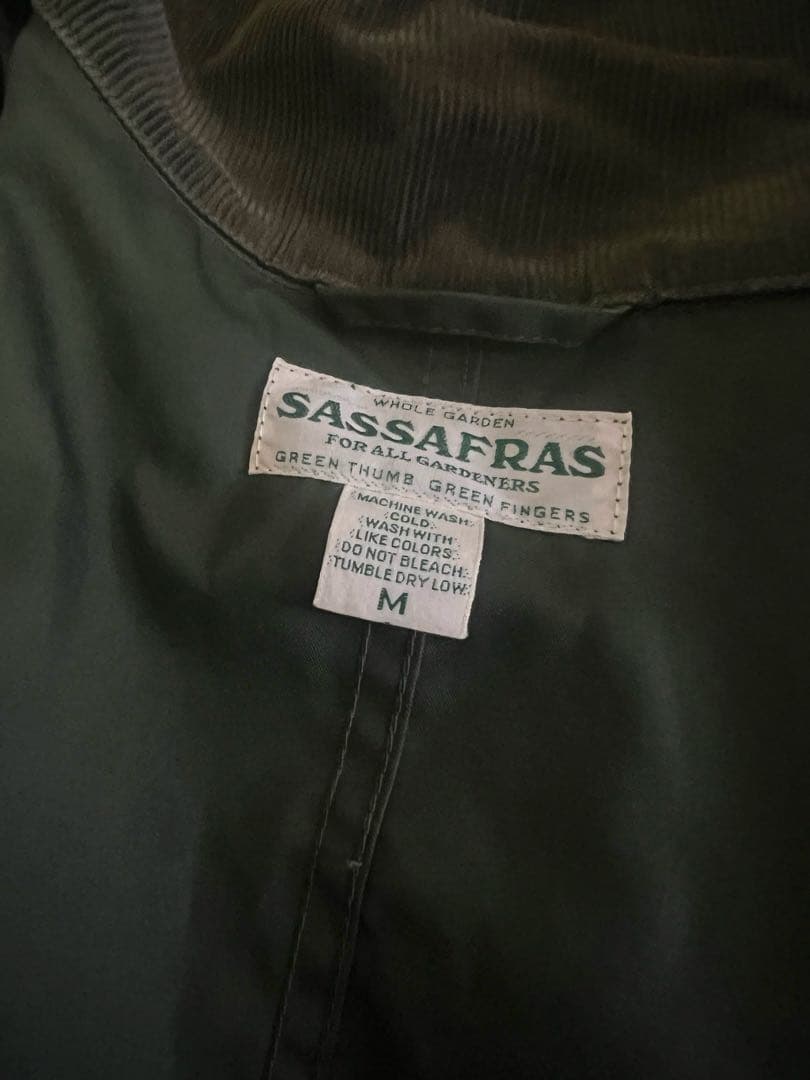 WHOLE GARDEN
SASSAFRAS
FOR ALL GARDENERS
GREEN THUMB GREEN FINGERS
MACHINE WASH
COLD.
WASH WITH
LIKE COLORS.
DO NOT BLEACH.
TUMBLE DRY LOW.
M